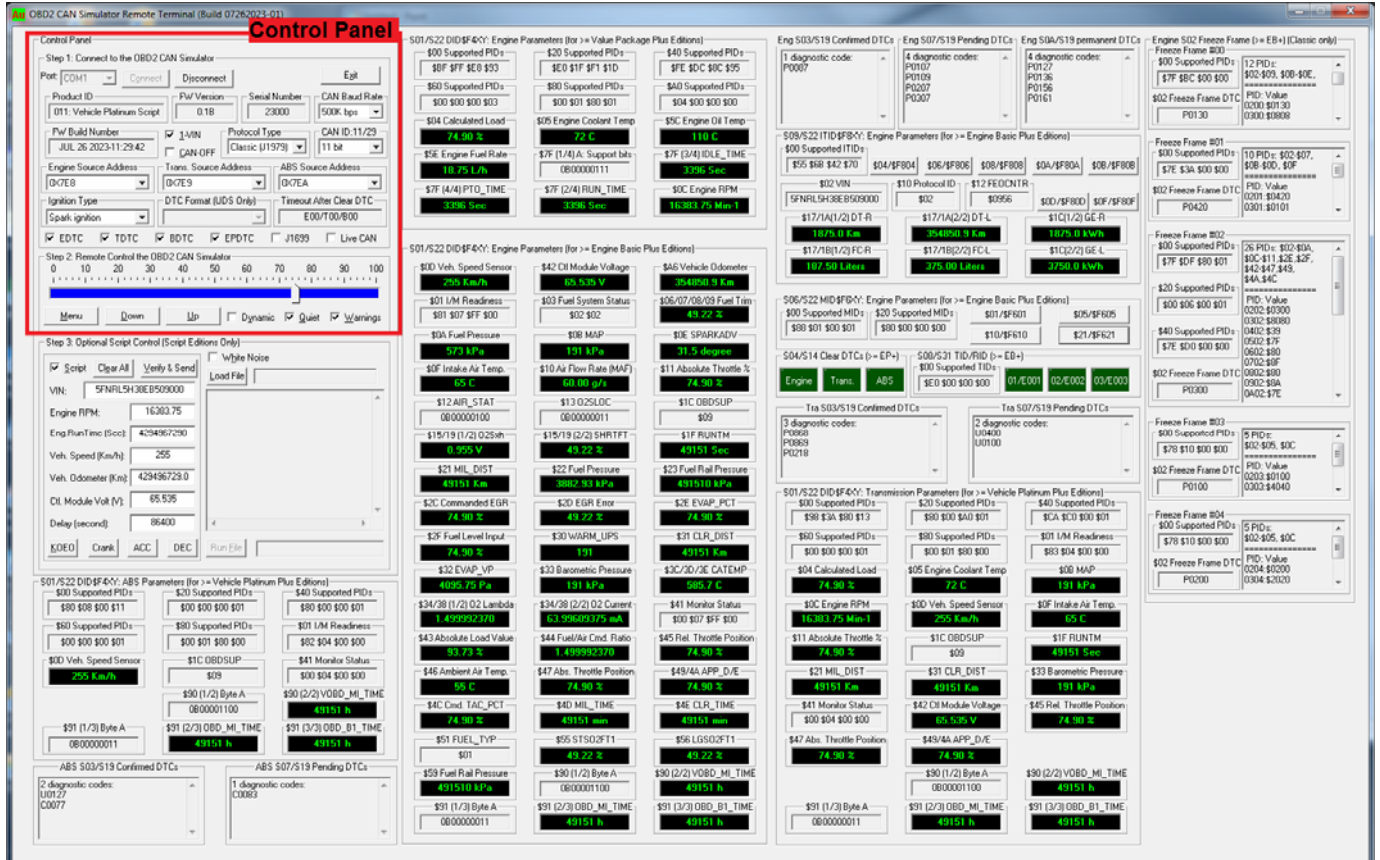 OBD2 CAN Simulator Remote Terminal (Build 07262023-01)
Control Panel
Control Panel
Step 1: Connect to the OBD2 CAN Simulator
Port: COM1 Connect Disconnect Exit
Product ID FW Version Serial Number CAN Baud Rate
011: Vehicle Platinum Script 0.18 23000 500K bps
FW Build Number 1-VIN Protocol Type CAN ID:11/29
JUL 26 2023-11:29:42 CAN-OFF Classic (J1979) 11 bit
Engine Source Address Trans. Source Address ABS Source Address
0X7E8 0X7E9 0X7EA
Ignition Type DTC Format (UDS Only) Timeout After Clear DTC
Spark ignition E00/T00/B00
EDTC TDTC BDTC EPDTC J1699 Live CAN
Step 2: Remote Control the OBD2 CAN Simulator
0 10 20 30 40 50 60 70 80 90 100
Menu Down Up Dynamic Quiet Warnings
Step 3: Optional Script Control (Script Editions Only)
Script Clear All Verify & Send White Noise
Load File
VIN: 5FNRL5H38EB509000
Engine RPM: 16383.75
Eng.RunTime (Sec): 4294967290
Veh. Speed (Km/h): 255
Veh. Odometer (Km): 429496729.0
Ctl. Module Volt (V): 65.535
Delay (second): 86400
KOEO Crank ACC DEC Run File
S01/S22 DID$F4XY: ABS Parameters (for >= Vehicle Platinum Plus Editions)
$00 Supported PIDs $20 Supported PIDs $40 Supported PIDs
$80 $08 $00 $11 $00 $00 $00 $01 $80 $00 $00 $01
$60 Supported PIDs $80 Supported PIDs $01 I/M Readiness
$00 $00 $00 $01 $00 $01 $80 $00 $82 $04 $00 $00
$0D Veh. Speed Sensor $1C OBDSUP $41 Monitor Status
255 Km/h $09 $00 $04 $00 $00
$90 (1/2) Byte A $90 (2/2) VOBD_MI_TIME
0B00001100 49151 h
$91 (1/3) Byte A $91 (2/3) OBD_MI_TIME $91 (3/3) OBD_B1_TIME
0B00000011 49151 h 49151 h
ABS S03/S19 Confirmed DTCs ABS S07/S19 Pending DTCs
2 diagnostic codes: 1 diagnostic codes:
U0127 C0083
C0077
S01/S22 DID$F4XY: Engine Parameters (for >= Value Package Plus Editions)
$00 Supported PIDs $20 Supported PIDs $40 Supported PIDs
$BF $FF $E8 $93 $E0 $1F $F1 $1D $FE $DC $8C $95
$60 Supported PIDs $80 Supported PIDs $A0 Supported PIDs
$00 $00 $00 $03 $00 $01 $80 $01 $04 $00 $00 $00
$04 Calculated Load $05 Engine Coolant Temp $5C Engine Oil Temp
74.90 % 72 C 110 C
$5E Engine Fuel Rate $7F (1/4) A: Support bits $7F (3/4) IDLE_TIME
18.75 L/h 0B00000111 3396 Sec
$7F (4/4) PTO_TIME $7F (2/4) RUN_TIME $0C Engine RPM
3396 Sec 3396 Sec 16383.75 Min-1
S01/S22 DID$F4XY: Engine Parameters (for >= Engine Basic Plus Editions)
$0D Veh. Speed Sensor $42 Ctl Module Voltage $A6 Vehicle Odometer
255 Km/h 65.535 V 354850.9 Km
$01 I/M Readiness $03 Fuel System Status $06/07/08/09 Fuel Trim
$81 $07 $FF $00 $02 $02 49.22 %
$0A Fuel Pressure $0B MAP $0E SPARKADV
573 kPa 191 kPa 31.5 degree
$0F Intake Air Temp. $10 Air Flow Rate (MAF) $11 Absolute Throttle %
65 C 60.00 g/s 74.90 %
$12 AIR_STAT $13 O2SLOC $1C OBDSUP
0B00000100 0B00000011 $09
$15/19 (1/2) O2Sxh $15/19 (2/2) SHRTFT $1F RUNTM
0.955 V 49.22 % 49151 Sec
$21 MIL_DIST $22 Fuel Pressure $23 Fuel Rail Pressure
49151 Km 3882.93 kPa 491510 kPa
$2C Commanded EGR $2D EGR Error $2E EVAP_PCT
74.90 % 49.22 % 74.90 %
$2F Fuel Level Input $30 WARM_UPS $31 CLR_DIST
74.90 % 191 49151 Km
$32 EVAP_VP $33 Barometric Pressure $3C/3D/3E CATEMP
4095.75 Pa 191 kPa 585.7 C
$34/38 (1/2) O2 Lambda $34/38 (2/2) O2 Current $41 Monitor Status
1.499992370 63.99609375 mA $00 $07 $FF $00
$43 Absolute Load Value $44 Fuel/Air Cmd. Ratio $45 Rel. Throttle Position
93.73 % 1.499992370 74.90 %
$46 Ambient Air Temp. $47 Abs. Throttle Position $49/4A APP_D/E
55 C 74.90 % 74.90 %
$4C Cmd. TAC_PCT $4D MIL_TIME $4E CLR_TIME
74.90 % 49151 min 49151 min
$51 FUEL_TYP $55 STSO2FT1 $56 LGSO2FT1
$01 49.22 % 49.22 %
$59 Fuel Rail Pressure $90 (1/2) Byte A $90 (2/2) VOBD_MI_TIME
491510 kPa 0B00001100 49151 h
$91 (1/3) Byte A $91 (2/3) OBD_MI_TIME $91 (3/3) OBD_B1_TIME
0B00000011 49151 h 49151 h
Eng S03/S19 Confirmed DTCs Eng S07/S19 Pending DTCs Eng S0A/S19 permanent DTCs
1 diagnostic code: 4 diagnostic codes: 4 diagnostic codes:
P0087 P0107 P0127
P0109 P0136
P0207 P0156
P0307 P0161
S09/S22 ITID$F8XY: Engine Parameters (for >= Engine Basic Plus Editions)
$00 Supported ITIDs
$55 $6B $42 $70 $04/$F804 $06/$F806 $08/$F808 $0A/$F80A $0B/$F80B
$02 VIN $10 Protocol ID $12 FEOCNTR
5FNRL5H38EB509000 $02 $0956 $0D/$F80D $0F/$F80F
$17/1A(1/2) DT-R $17/1A(2/2) DT-L $1C(1/2) GE-R
1875.0 Km 354850.9 Km 1875.0 kWh
$17/1B(1/2) FC-R $17/1B(2/2) FC-L $1C(2/2) GE-L
187.50 Liters 375.00 Liters 3750.0 kWh
S06/S22 MID$F6XY: Engine Parameters (for >= Engine Basic Plus Editions)
$00 Supported MIDs $20 Supported MIDs $01/$F601 $05/$F605
$80 $01 $00 $01 $80 $00 $00 $00 $10/$F610 $21/$F621
S04/S14 Clear DTCs (>= EP+) S08/S31 TID/RID (>= EB+)
$00 Supported TIDs
Engine Trans. ABS $E0 $00 $00 $00 01/E001 02/E002 03/E003
Tra S03/S19 Confirmed DTCs Tra S07/S19 Pending DTCs
3 diagnostic codes: 2 diagnostic codes:
P0868 U0400
P0869 U0100
P0218
S01/S22 DID$F4XY: Transmission Parameters (for >= Vehicle Platinum Plus Editions)
$00 Supported PIDs $20 Supported PIDs $40 Supported PIDs
$98 $3A $80 $13 $80 $00 $A0 $01 $CA $C0 $00 $01
$60 Supported PIDs $80 Supported PIDs $01 I/M Readiness
$00 $00 $00 $01 $00 $01 $80 $00 $83 $04 $00 $00
$04 Calculated Load $05 Engine Coolant Temp $0B MAP
74.90 % 72 C 191 kPa
$0C Engine RPM $0D Veh. Speed Sensor $0F Intake Air Temp.
16383.75 Min-1 255 Km/h 65 C
$11 Absolute Throttle % $1C OBDSUP $1F RUNTM
74.90 % $09 49151 Sec
$21 MIL_DIST $31 CLR_DIST $33 Barometric Pressure
49151 Km 49151 Km 191 kPa
$41 Monitor Status $42 Ctl Module Voltage $45 Rel. Throttle Position
$00 $04 $00 $00 65.535 V 74.90 %
$47 Abs. Throttle Position $49/4A APP_D/E
74.90 % 74.90 %
$90 (1/2) Byte A $90 (2/2) VOBD_MI_TIME
0B00001100 49151 h
$91 (1/3) Byte A $91 (2/3) OBD_MI_TIME $91 (3/3) OBD_B1_TIME
0B00000011 49151 h 49151 h
Engine S02 Freeze Frame (>= EB+) (Classic only)
Freeze Frame #00
$00 Supported PIDs 12 PIDs:
$7F $BC $00 $00 $02-$09, $0B-$0E,
$02 Freeze Frame DTC PID: Value
P0130 0200:$0130
0300:$0808
Freeze Frame #01
$00 Supported PIDs 10 PIDs: $02-$07,
$7E $3A $00 $00 $0B-$0D, $0F
$02 Freeze Frame DTC PID: Value
P0420 0201:$0420
0301:$0101
Freeze Frame #02
$00 Supported PIDs 26 PIDs: $02-$0A,
$7F $DF $80 $01 $0C-$11,$2E,$2F,
$42-$47,$49,
$4A,$4C
$20 Supported PIDs
$00 $06 $00 $01 PID: Value
0202:$0300
0302:$8080
$40 Supported PIDs 0402:$39
$7E $D0 $00 $00 0502:$7F
0602:$80
0702:$8F
$02 Freeze Frame DTC 0802:$80
P0300 0902:$8A
0A02:$7E
Freeze Frame #03
$00 Supported PIDs 5 PIDs:
$78 $10 $00 $00 $02-$05, $0C
$02 Freeze Frame DTC PID: Value
P0100 0203:$0100
0303:$4040
Freeze Frame #04
$00 Supported PIDs 5 PIDs:
$78 $10 $00 $00 $02-$05, $0C
$02 Freeze Frame DTC PID: Value
P0200 0204:$0200
0304:$2020